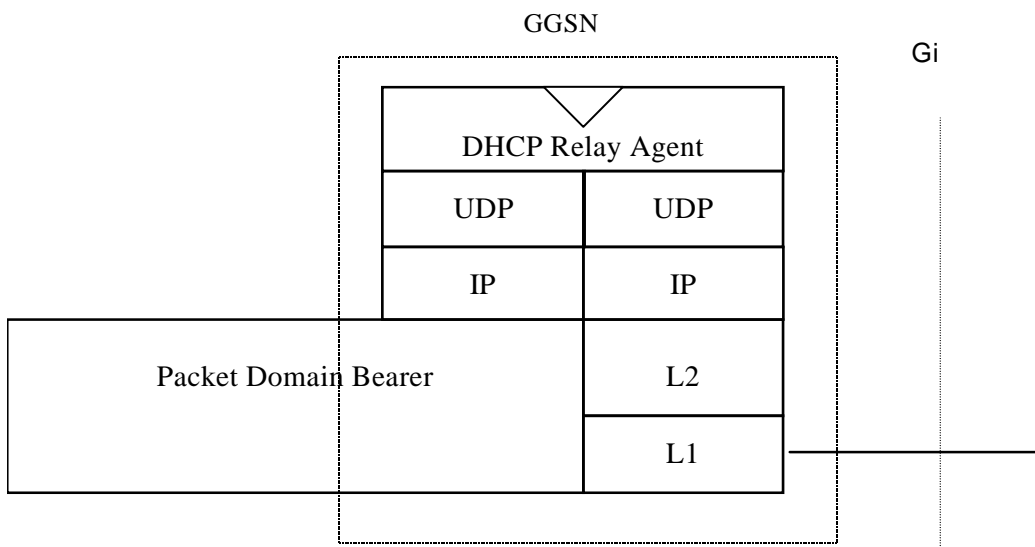 GGSN
Gi
DHCP Relay Agent
UDP
UDP
IP
IP
Packet Domain Bearer
L2
L1